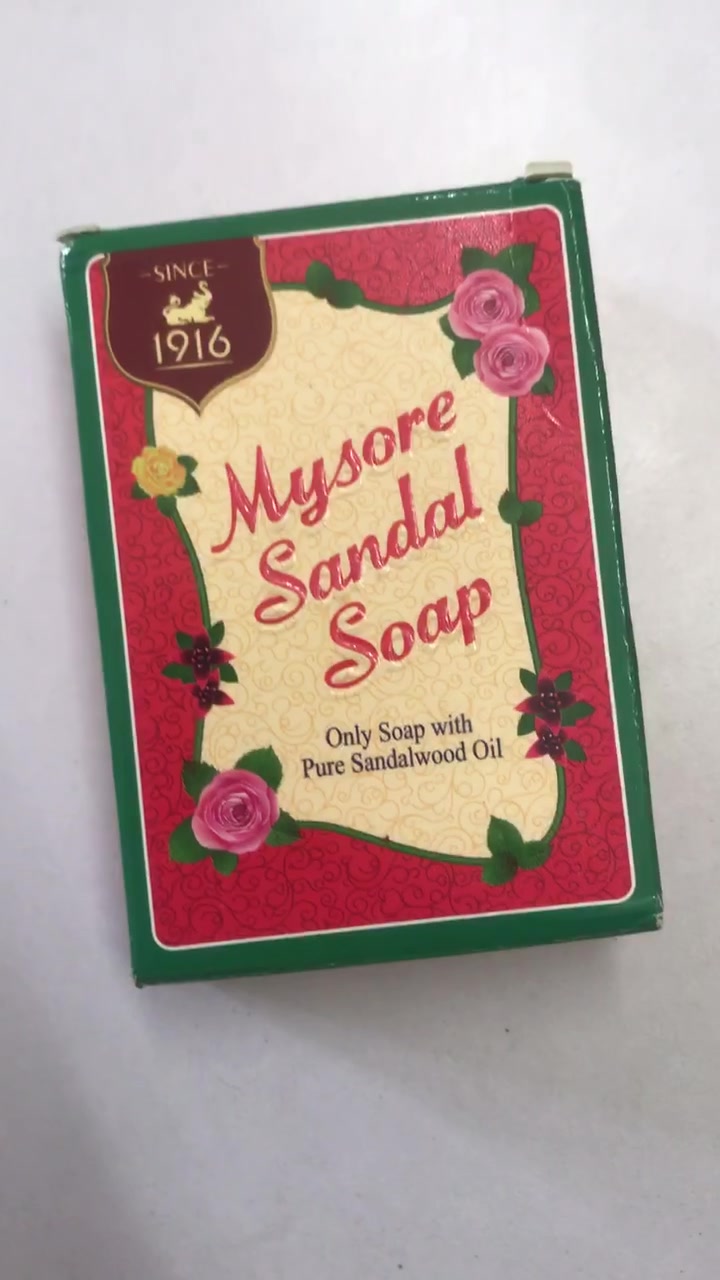 -SINCE-
1916
Mysore
Sandal
Soap
Only Soap with
Pure Sandalwood Oil